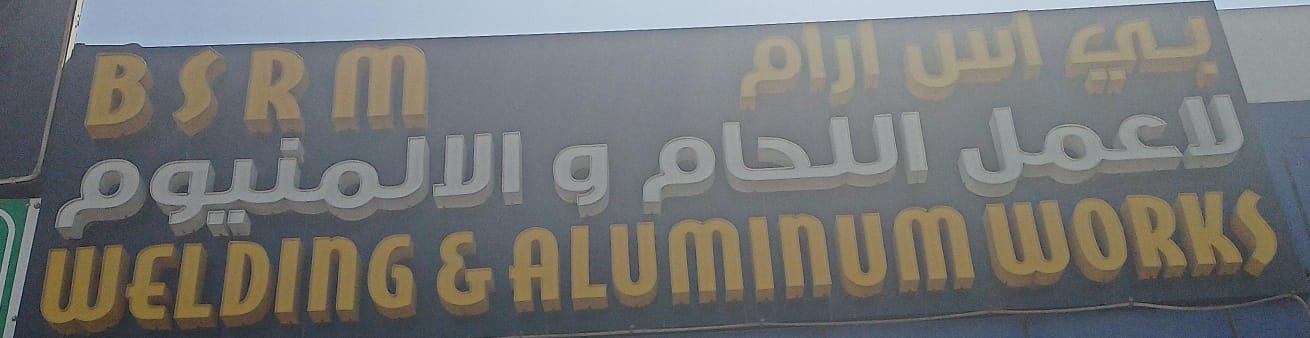 BSRM بي اس ارام
لاعمل اللحام و الالمنيوم
WELDING & ALUMINUM WORKS